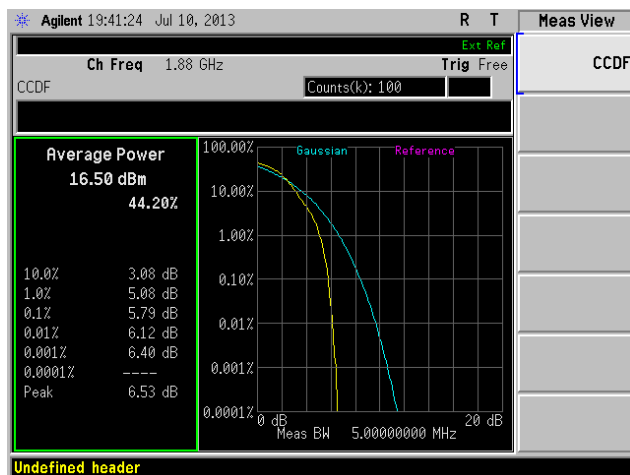 Agilent 19:41:24 Jul 10, 2013 R T Meas View
Ext Ref
CCDF
Ch Freq 1.88 GHz Trig Free
CCDF Counts(k): 100
Average Power
16.50 dBm
44.20%
10.0% 3.08 dB
1.0% 5.08 dB
0.1% 5.79 dB
0.01% 6.12 dB
0.001% 6.40 dB
0.0001% ----
Peak 6.53 dB
100.00% Gaussian Reference
10.00%
1.00%
0.10%
0.01%
0.001%
0.0001%
0 dB 20 dB
Meas BW 5.00000000 MHz
Undefined header